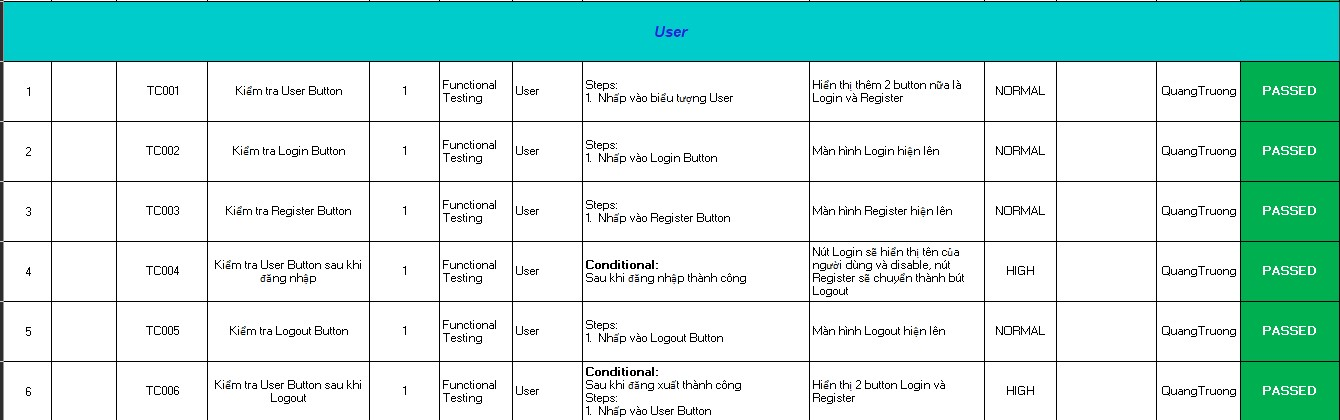 User
1 TC001 Kiểm tra User Button 1 Functional Testing User Steps: 1. Nhấp vào biểu tượng User Hiển thị thêm 2 button nữa là Login và Register NORMAL QuangTruong PASSED
2 TC002 Kiểm tra Login Button 1 Functional Testing User Steps: 1. Nhấp vào Login Button Màn hình Login hiện lên NORMAL QuangTruong PASSED
3 TC003 Kiểm tra Register Button 1 Functional Testing User Steps: 1. Nhấp vào Register Button Màn hình Register hiện lên NORMAL QuangTruong PASSED
4 TC004 Kiểm tra User Button sau khi đăng nhập 1 Functional Testing User Conditional: Sau khi đăng nhập thành công Nút Login sẽ hiển thị tên của người dùng và disable, nút Register sẽ chuyển thành bút Logout HIGH QuangTruong PASSED
5 TC005 Kiểm tra Logout Button 1 Functional Testing User Steps: 1. Nhấp vào Logout Button Màn hình Logout hiện lên NORMAL QuangTruong PASSED
6 TC006 Kiểm tra User Button sau khi Logout 1 Functional Testing User Conditional: Sau khi đăng xuất thành công Steps: 1. Nhấp vào User Button Hiển thị 2 button Login và Register HIGH QuangTruong PASSED